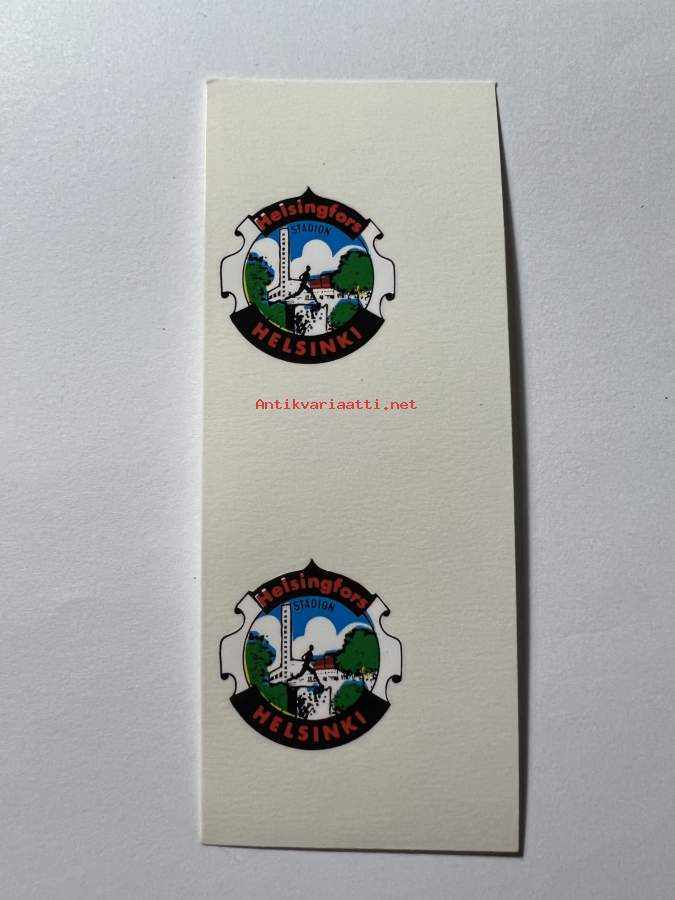 Helsingfors
STADION
HELSINKI
Antikvariaatti.net
Helsingfors
STADION
HELSINKI